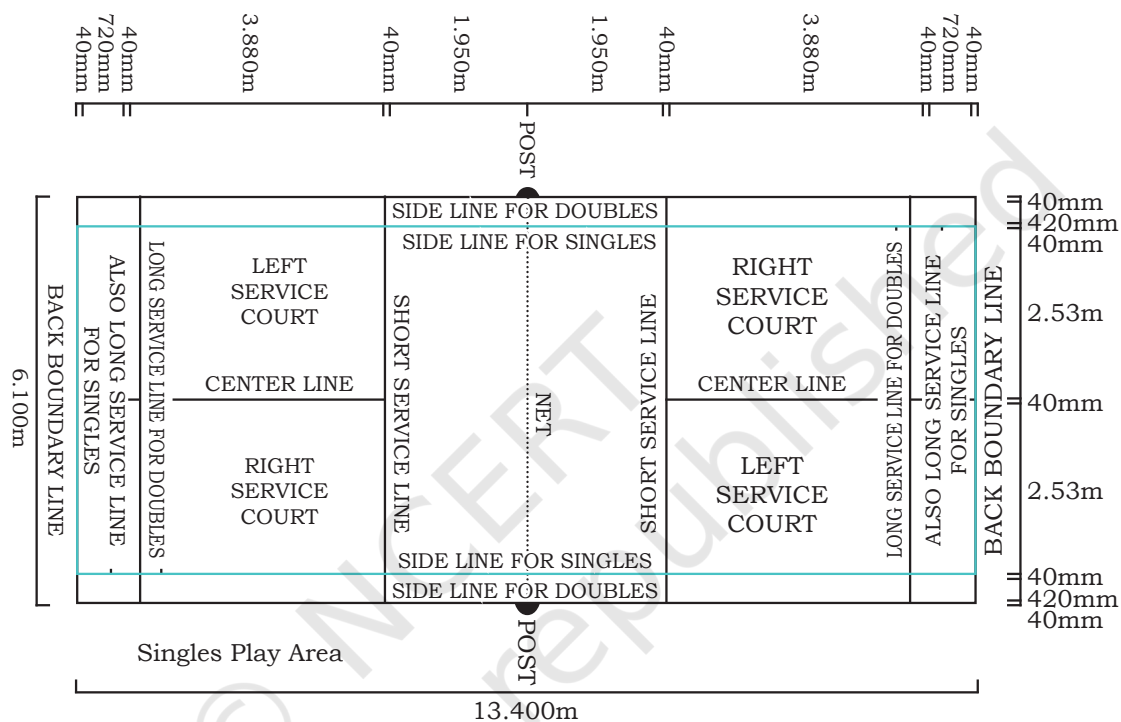 40mm
720mm
40mm
3.880m
40mm
1.950m
1.950m
40mm
3.880m
40mm
720mm
40mm
POST
SIDE LINE FOR DOUBLES
SIDE LINE FOR SINGLES
40mm
420mm
40mm
2.53m
40mm
2.53m
40mm
420mm
40mm
6.100m
BACK BOUNDARY LINE
ALSO LONG SERVICE LINE
FOR SINGLES
LONG SERVICE LINE FOR DOUBLES
LEFT
SERVICE
COURT
CENTER LINE
RIGHT
SERVICE
COURT
SHORT SERVICE LINE
NET
SHORT SERVICE LINE
RIGHT
SERVICE
COURT
CENTER LINE
LEFT
SERVICE
COURT
LONG SERVICE LINE FOR DOUBLES
ALSO LONG SERVICE LINE
FOR SINGLES
BACK BOUNDARY LINE
SIDE LINE FOR SINGLES
SIDE LINE FOR DOUBLES
POST
Singles Play Area
13.400m
© NCERT
republished